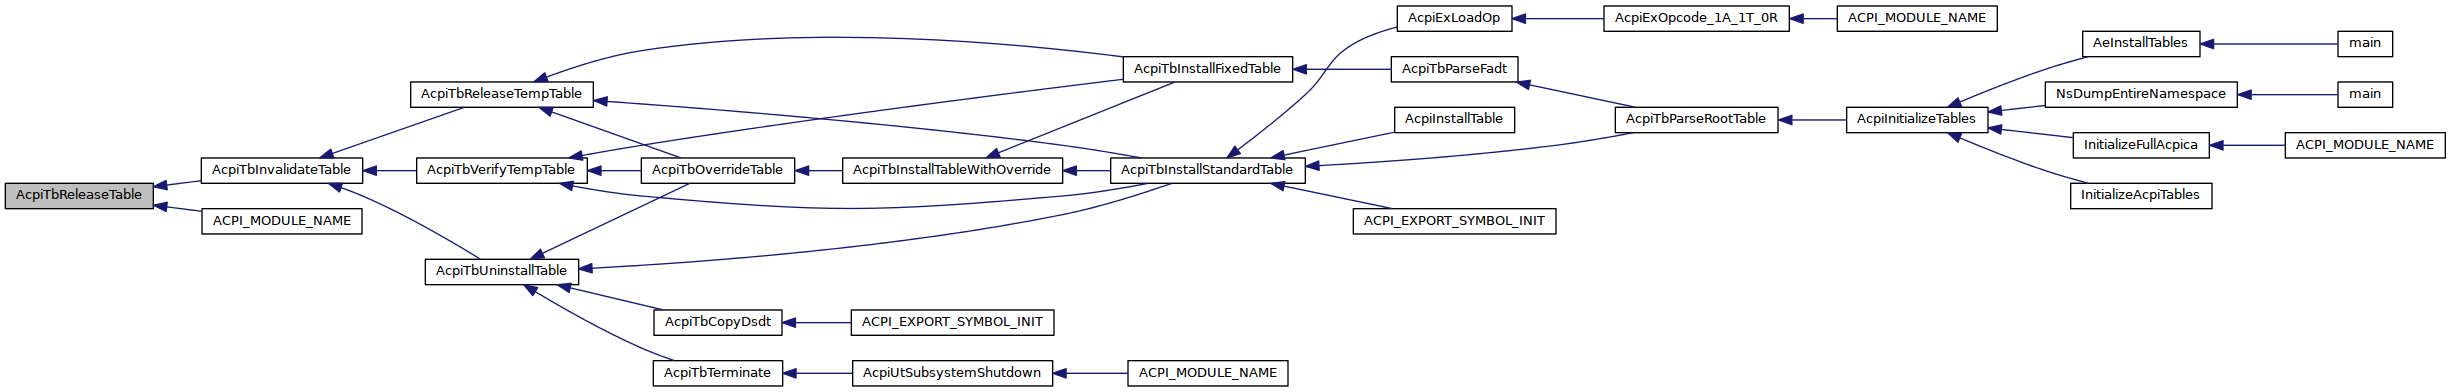 AcpiExLoadOp
AcpiExOpcode_1A_1T_0R
ACPI_MODULE_NAME
AeInstallTables
main
AcpiTbInstallFixedTable
AcpiTbParseFadt
AcpiTbReleaseTempTable
NsDumpEntireNamespace
main
AcpiInstallTable
AcpiTbParseRootTable
AcpiInitializeTables
InitializeFullAcpica
ACPI_MODULE_NAME
AcpiTbInvalidateTable
AcpiTbVerifyTempTable
AcpiTbOverrideTable
AcpiTbInstallTableWithOverride
AcpiTbInstallStandardTable
AcpiTbReleaseTable
InitializeAcpiTables
ACPI_MODULE_NAME
ACPI_EXPORT_SYMBOL_INIT
AcpiTbUninstallTable
AcpiTbCopyDsdt
ACPI_EXPORT_SYMBOL_INIT
AcpiTbTerminate
AcpiUtSubsystemShutdown
ACPI_MODULE_NAME